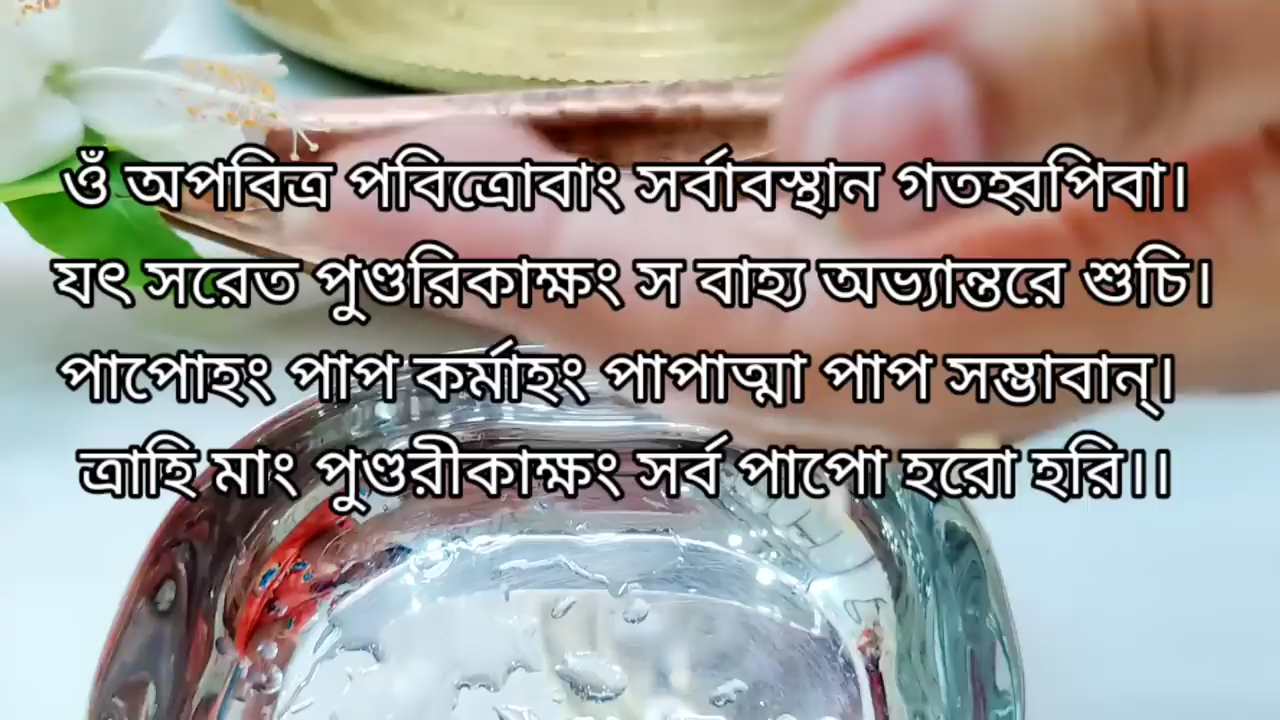 ওঁ অপবিত্র পবিত্রোবাং সর্বাবস্থান গতহ্বপিবা।
যৎ সরেত পুণ্ডরিকাক্ষং স বাহ্য অভ্যান্তরে শুচি।
পাপোহং পাপ কর্মাহং পাপাত্মা পাপ সম্ভাবান্।
ত্রাহি মাং পুণ্ডরীকাক্ষং সর্ব পাপো হরো হরি।।